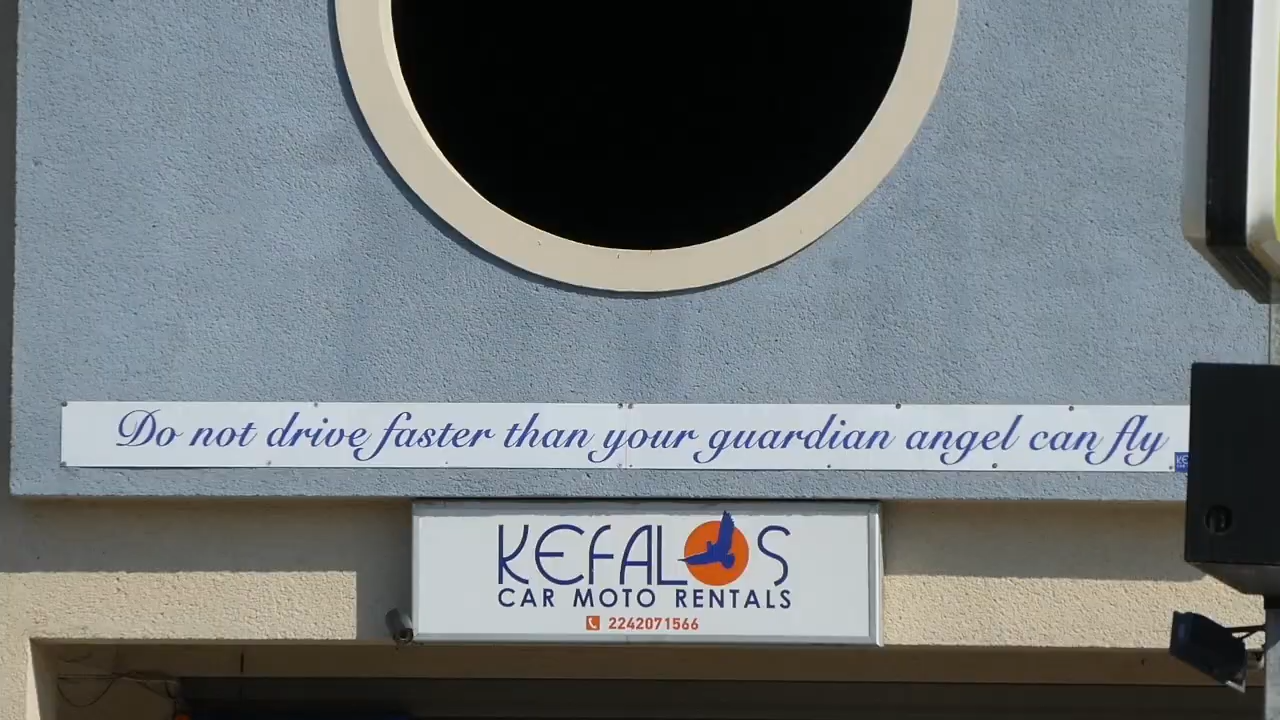 Do not drive faster than your guardian angel can fly
KEFALOS
CAR MOTO RENTALS
2242071566